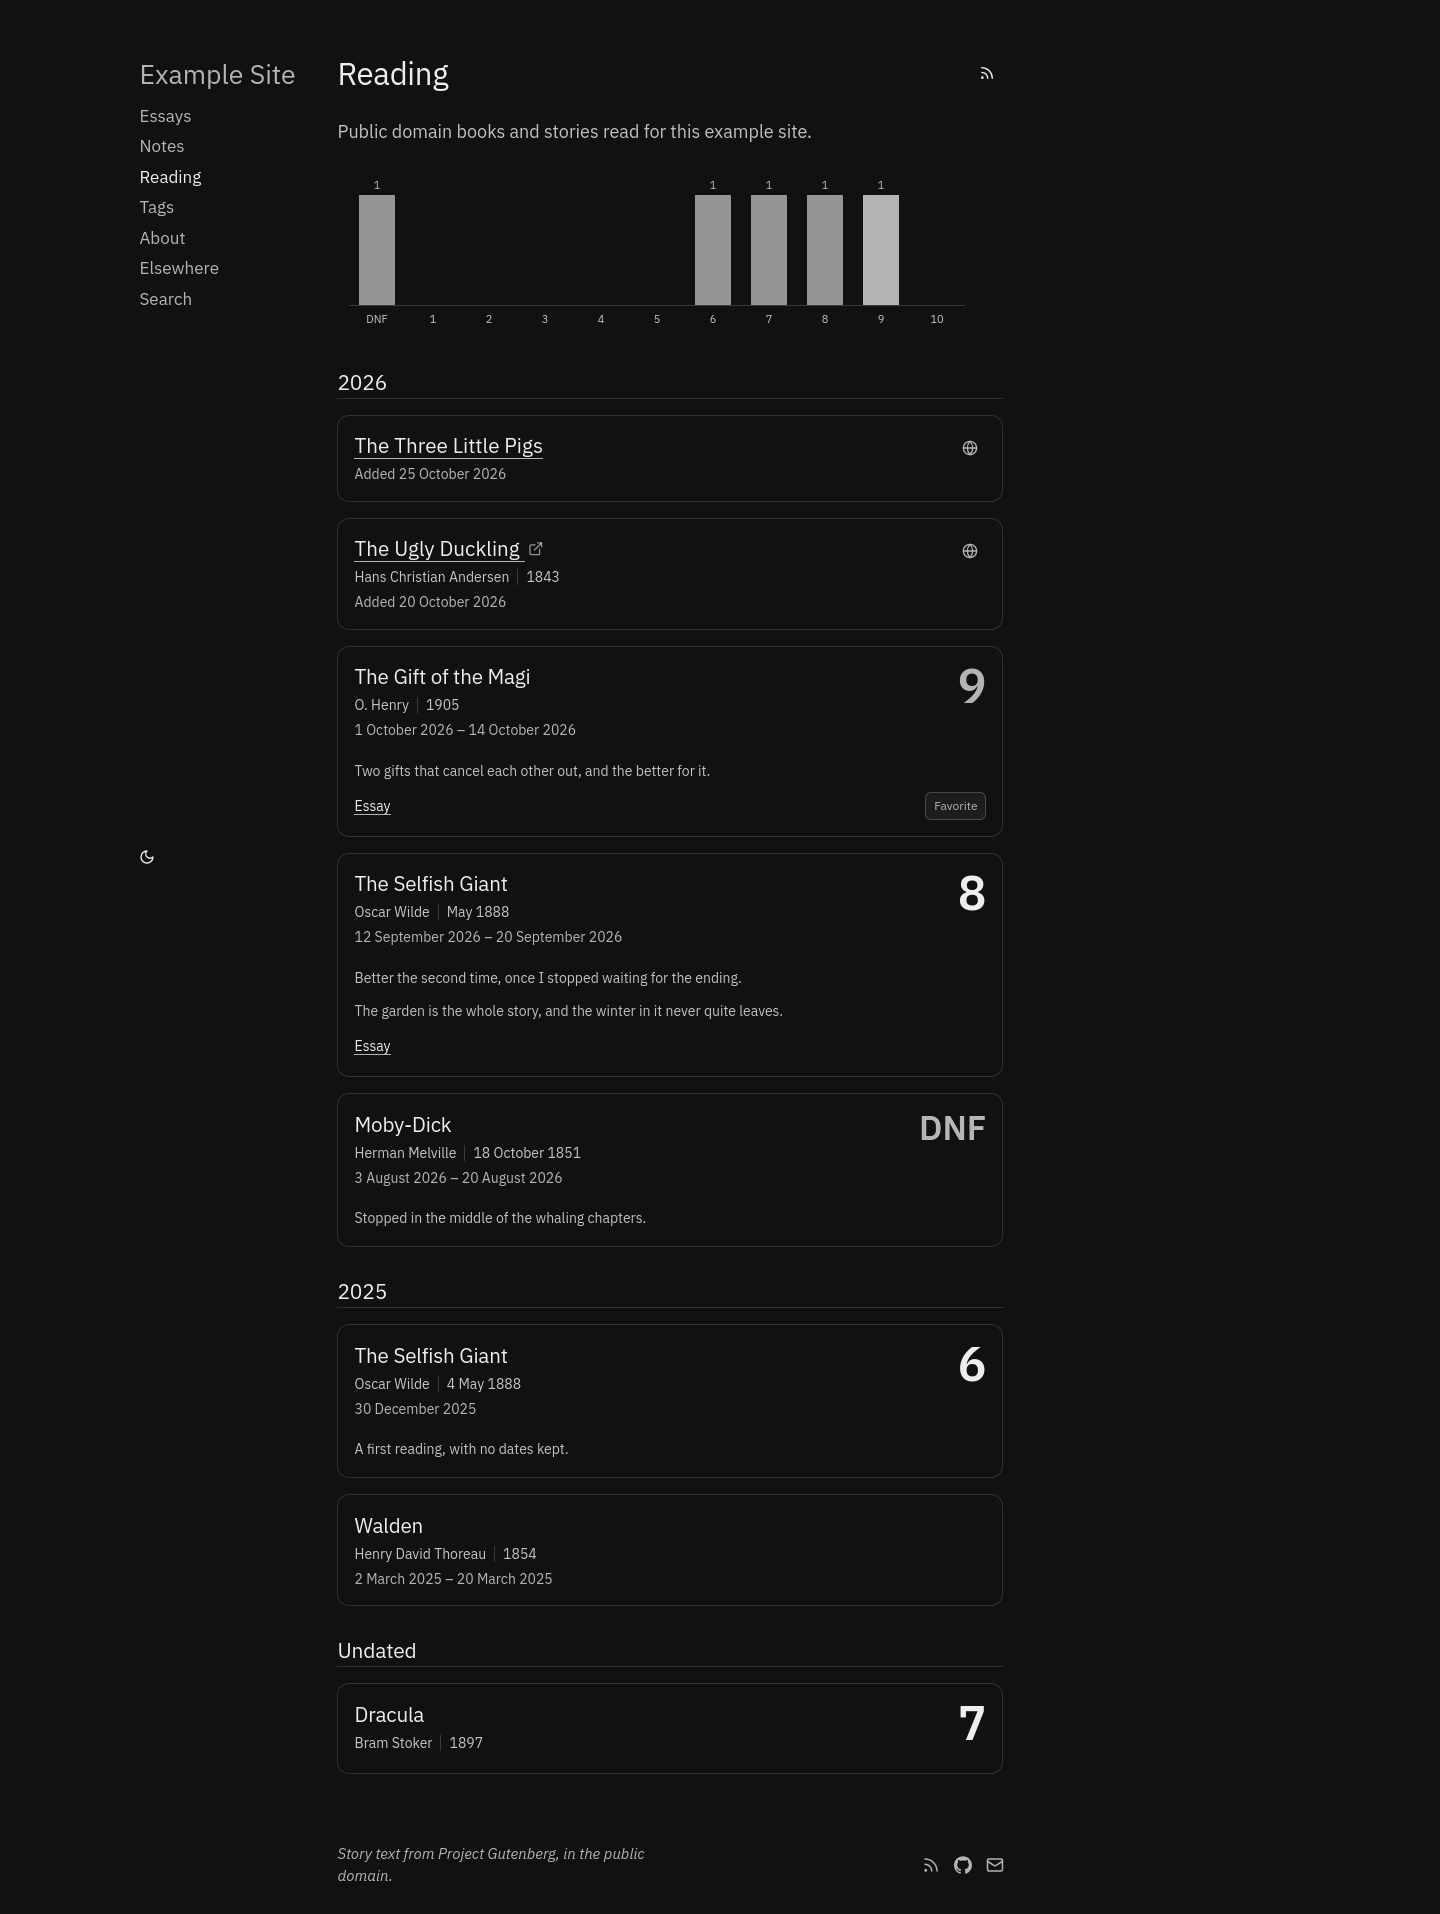 Example Site
Essays
Notes
Reading
Tags
About
Elsewhere
Search
Reading
Public domain books and stories read for this example site.
1 1 1 1 1
DNF 1 2 3 4 5 6 7 8 9 10
2026
The Three Little Pigs
Added 25 October 2026
The Ugly Duckling
Hans Christian Andersen | 1843
Added 20 October 2026
The Gift of the Magi
9
O. Henry | 1905
1 October 2026 – 14 October 2026
Two gifts that cancel each other out, and the better for it.
Essay
Favorite
The Selfish Giant
8
Oscar Wilde | May 1888
12 September 2026 – 20 September 2026
Better the second time, once I stopped waiting for the ending.
The garden is the whole story, and the winter in it never quite leaves.
Essay
Moby-Dick
DNF
Herman Melville | 18 October 1851
3 August 2026 – 20 August 2026
Stopped in the middle of the whaling chapters.
2025
The Selfish Giant
6
Oscar Wilde | 4 May 1888
30 December 2025
A first reading, with no dates kept.
Walden
Henry David Thoreau | 1854
2 March 2025 – 20 March 2025
Undated
Dracula
7
Bram Stoker | 1897
Story text from Project Gutenberg, in the public
domain.